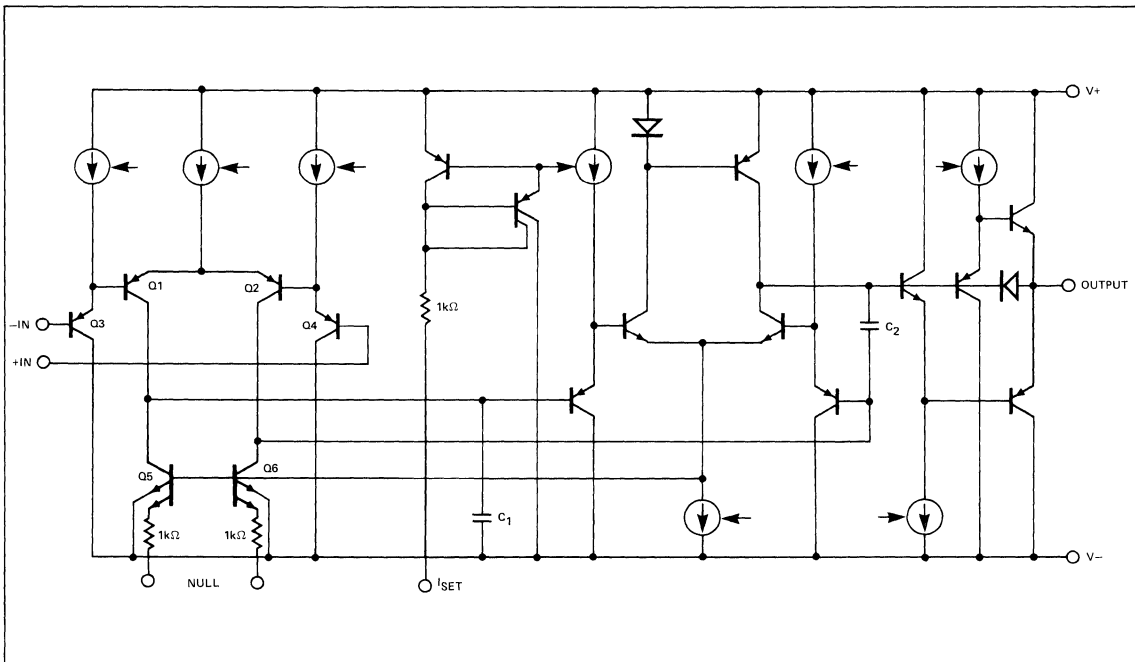 V+
Q1
Q2
Q3
Q4
-IN
+IN
1kΩ
OUTPUT
C2
Q5
Q6
1kΩ
1kΩ
C1
NULL
ISET
V-